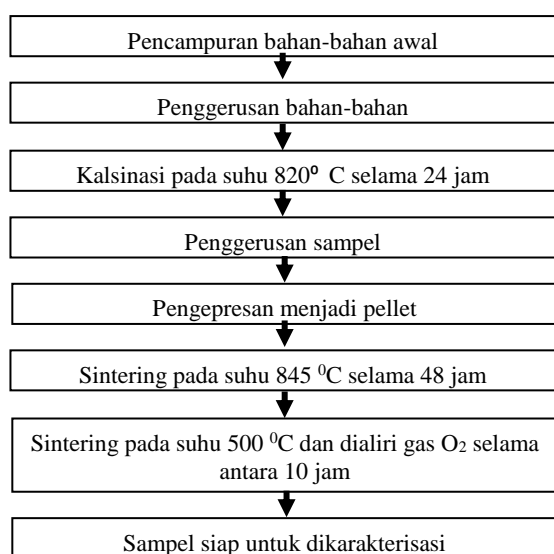 Pencampuran bahan-bahan awal
Penggerusan bahan-bahan
Kalsinasi pada suhu 820⁰ C selama 24 jam
Penggerusan sampel
Pengepresan menjadi pellet
Sintering pada suhu 845 ⁰C selama 48 jam
Sintering pada suhu 500 ⁰C dan dialiri gas O₂ selama
antara 10 jam
Sampel siap untuk dikarakterisasi